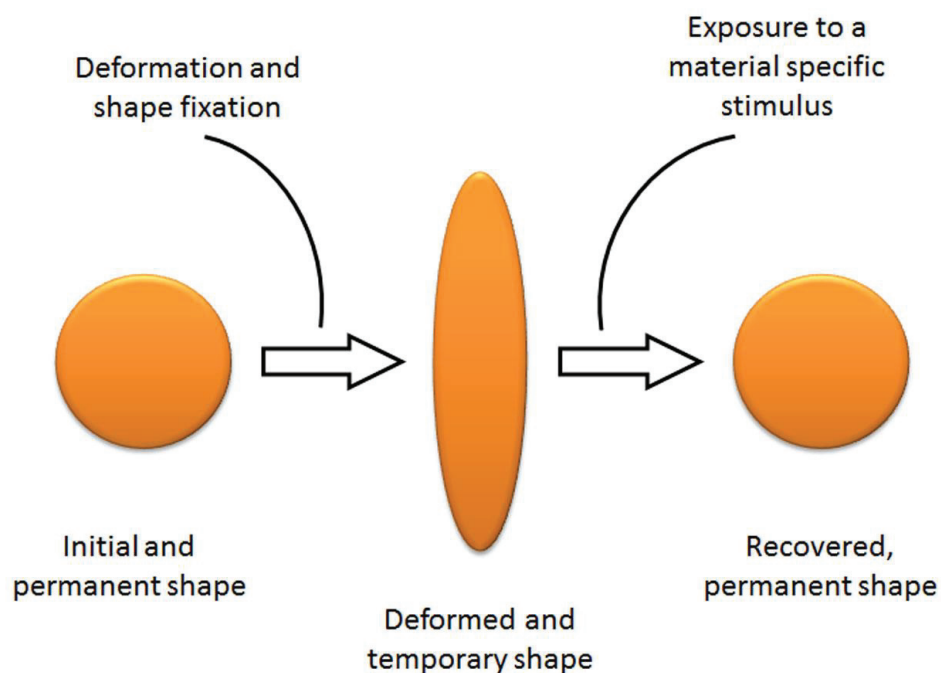 Deformation and
shape fixation
Exposure to a
material specific
stimulus
Initial and
permanent shape
Deformed and
temporary shape
Recovered,
permanent shape